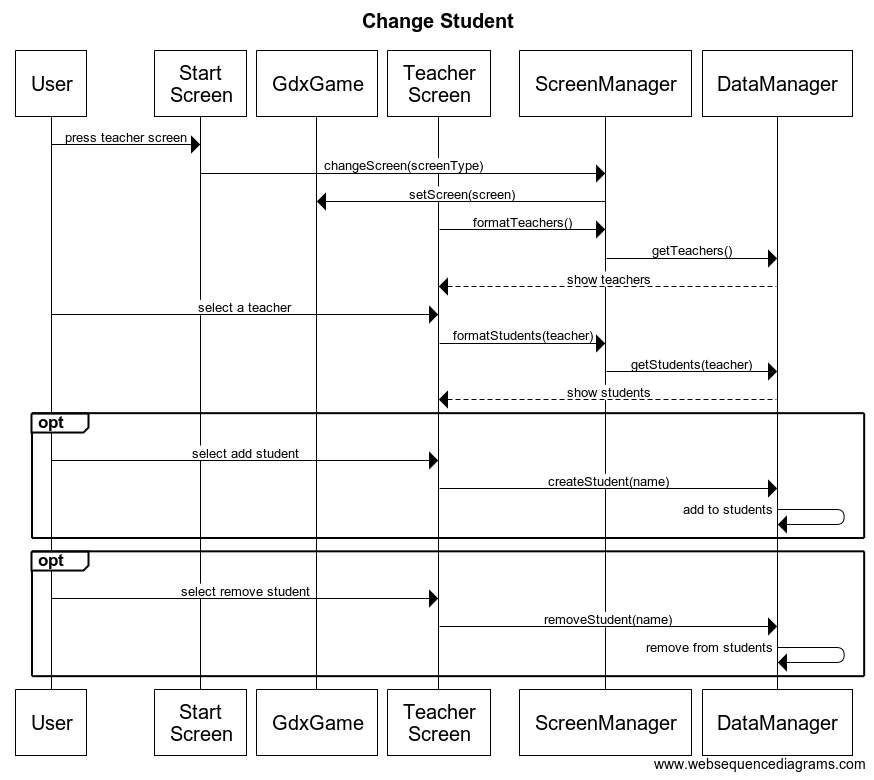 Change Student
User
Start
Screen
GdxGame
Teacher
Screen
ScreenManager
DataManager
press teacher screen
changeScreen(screenType)
setScreen(screen)
formatTeachers()
getTeachers()
show teachers
select a teacher
formatStudents(teacher)
getStudents(teacher)
show students
opt
select add student
createStudent(name)
add to students
opt
select remove student
removeStudent(name)
remove from students
User
Start
Screen
GdxGame
Teacher
Screen
ScreenManager
DataManager
www.websequencediagrams.com